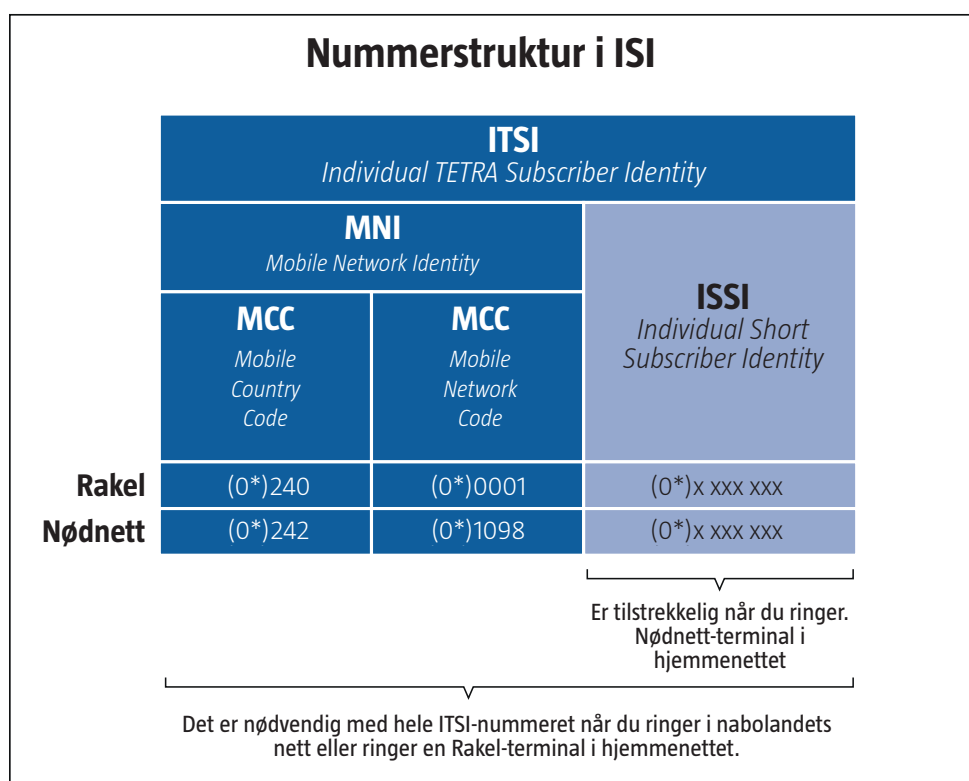 Nummerstruktur i ISI
ITSI
Individual TETRA Subscriber Identity
MNI
Mobile Network Identity
MCC
Mobile
Country
Code
MCC
Mobile
Network
Code
ISSI
Individual Short
Subscriber Identity
Rakel (0*)240 (0*)0001 (0*)x xxx xxx
Nødnett (0*)242 (0*)1098 (0*)x xxx xxx
Er tilstrekkelig når du ringer.
Nødnett-terminal i
hjemmenettet
Det er nødvendig med hele ITSI-nummeret når du ringer i nabolandets
nett eller ringer en Rakel-terminal i hjemmenettet.